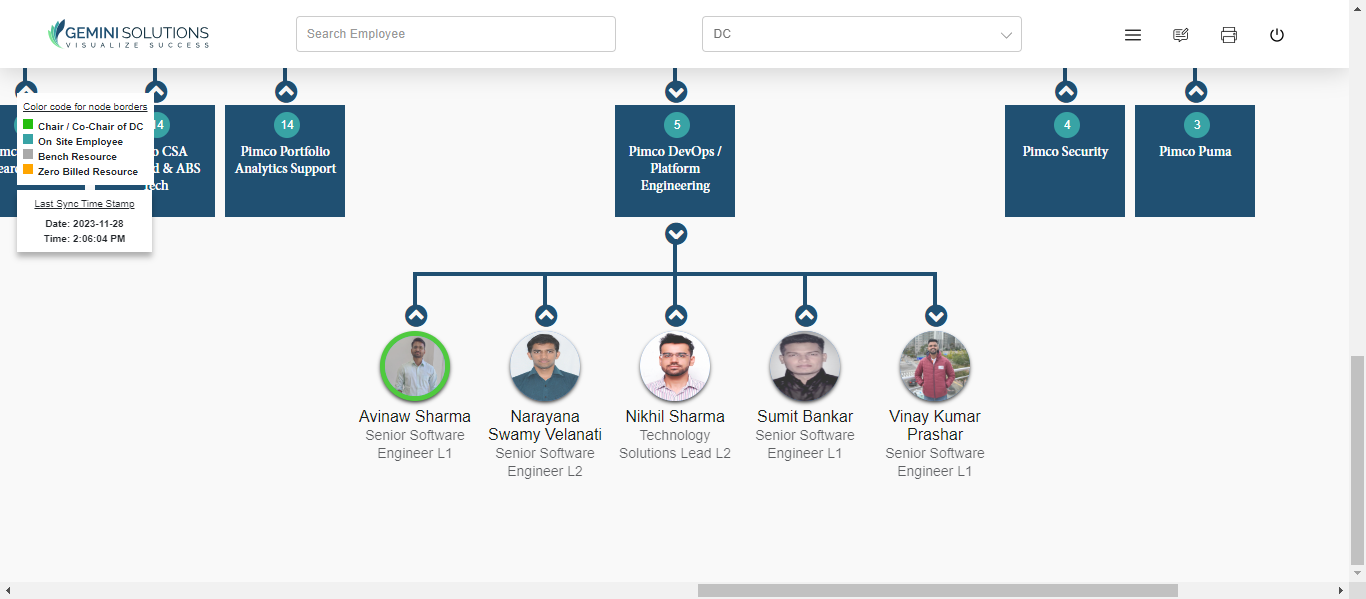 GEMINI SOLUTIONS
VISUALIZE SUCCESS
Search Employee
DC
Color code for node borders
Chair / Co-Chair of DC
On Site Employee
Bench Resource
Zero Billed Resource
Last Sync Time Stamp
Date: 2023-11-28
Time: 2:06:04 PM
14
CSA
& ABS
14
Pimco Portfolio
Analytics Support
5
Pimco DevOps /
Platform
Engineering
4
Pimco Security
3
Pimco Puma
Avinaw Sharma
Senior Software
Engineer L1
Narayana
Swamy Velanati
Senior Software
Engineer L2
Nikhil Sharma
Technology
Solutions Lead L2
Sumit Bankar
Senior Software
Engineer L1
Vinay Kumar
Prashar
Senior Software
Engineer L1